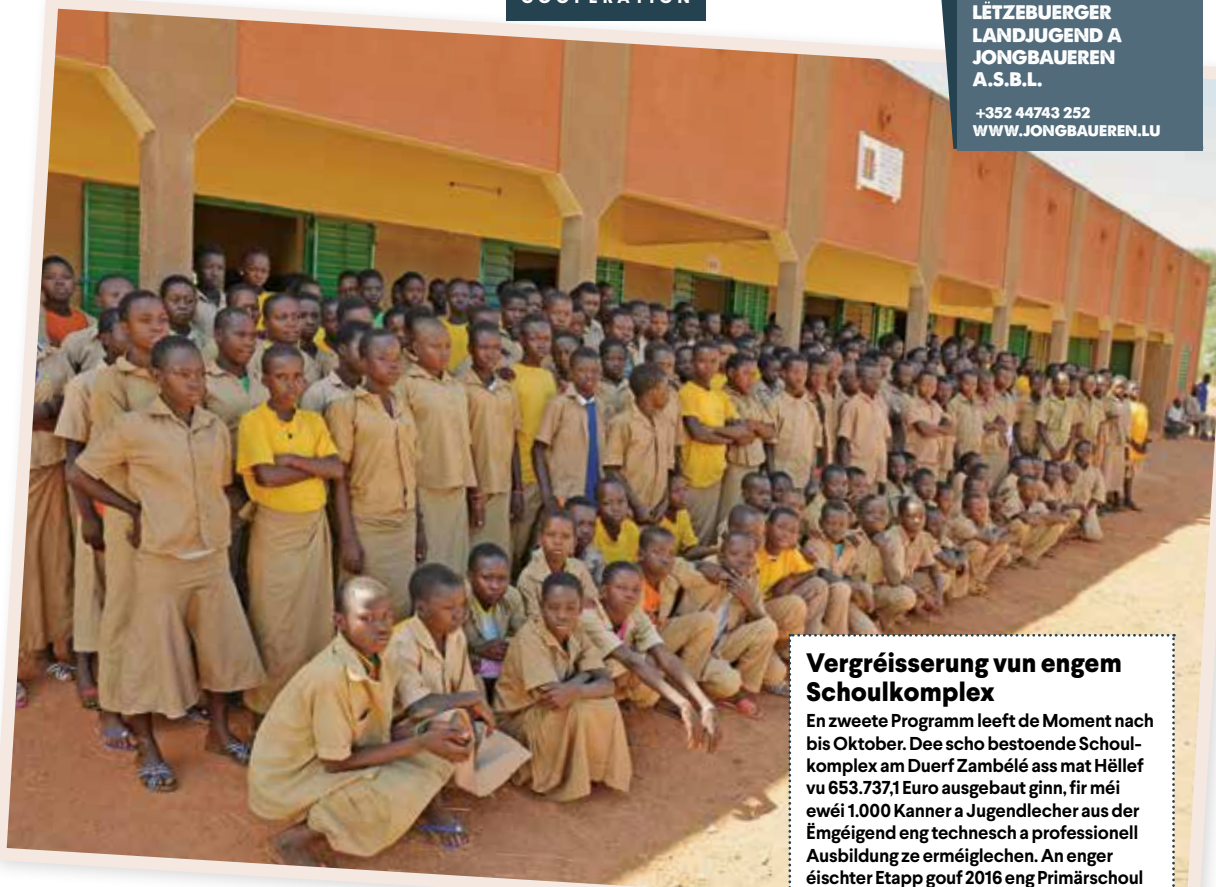 COOPERATION
LËTZEBUERGER
LANDJUGEND A
JONGBAUEREN
A.S.B.L.
+352 44743 252
WWW.JONGBAUEREN.LU
Vergréisserung vun engem
Schoulkomplex
En zweete Programm leeft de Moment nach
bis Oktober. Dee scho bestoende Schoul-
komplex am Duerf Zambélé ass mat Hëllef
vu 653.737,1 Euro ausgebaut ginn, fir méi
ewéi 1.000 Kanner a Jugendlecher aus der
Ëmgéigend eng technesch a professionell
Ausbildung ze erméiglechen. An enger
éischter Etapp gouf 2016 eng Primärschoul